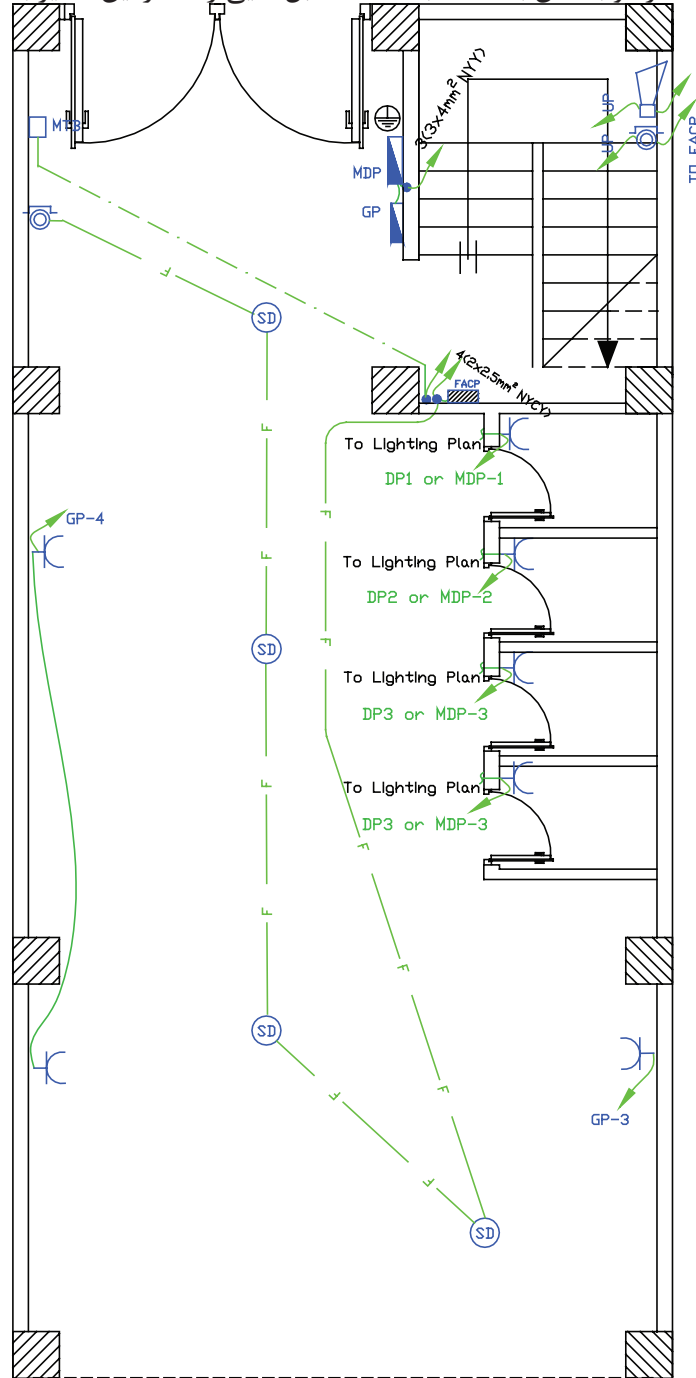 MTB
UP
UP
TO FACP
3(3x4mm² NYY)
MDP
GP
F
SD
4(2x2.5mm² NYCY)
FACP
F
To Lighting Plan
DP1 or MDP-1
F
GP-4
F
To Lighting Plan
DP2 or MDP-2
F
SD
To Lighting Plan
DP3 or MDP-3
F
To Lighting Plan
DP3 or MDP-3
F
F
F
SD
F
F
GP-3
F
SD